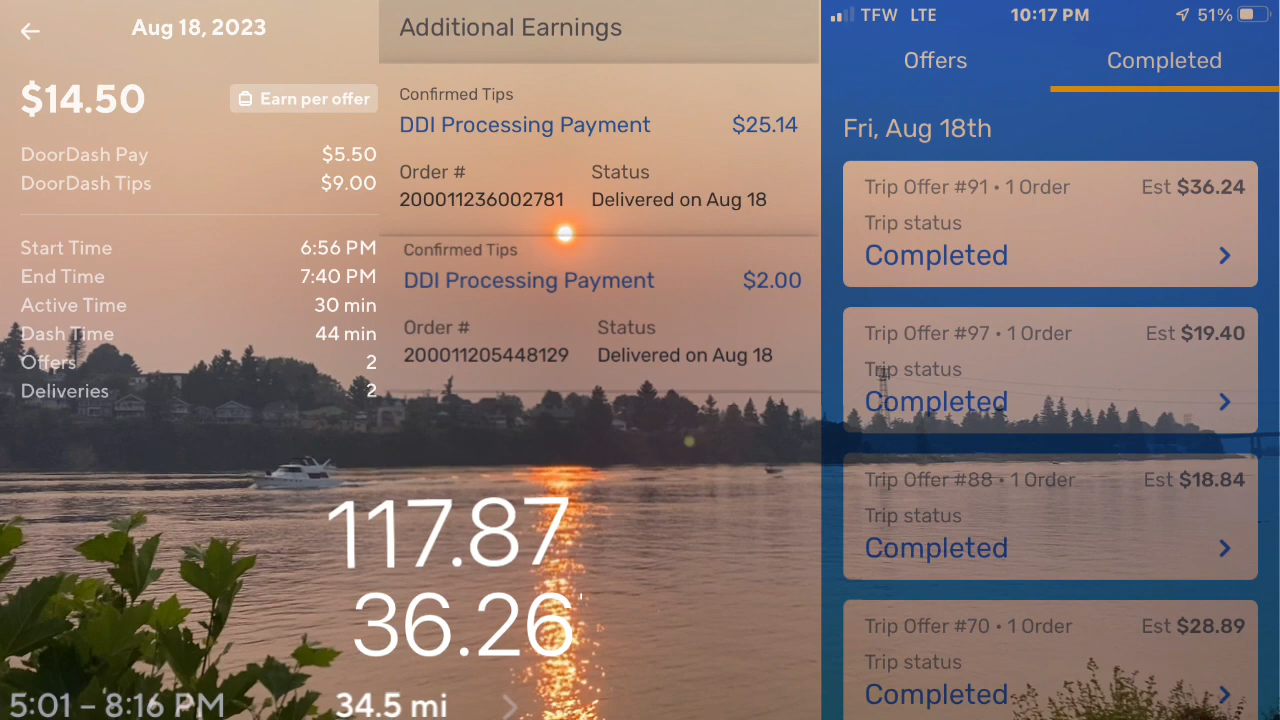 Aug 18, 2023
$14.50
Earn per offer
DoorDash Pay $5.50
DoorDash Tips $9.00
Start Time 6:56 PM
End Time 7:40 PM
Active Time 30 min
Dash Time 44 min
Offers 2
Deliveries 2
Additional Earnings
Confirmed Tips
DDI Processing Payment $25.14
Order # Status
200011236002781 Delivered on Aug 18
Confirmed Tips
DDI Processing Payment $2.00
Order # Status
200011205448129 Delivered on Aug 18
117.87
36.26
5:01 – 8:16 PM 34.5 mi
TFW LTE 10:17 PM 51%
Offers Completed
Fri, Aug 18th
Trip Offer #91 • 1 Order Est $36.24
Trip status
Completed
Trip Offer #97 • 1 Order Est $19.40
Trip status
Completed
Trip Offer #88 • 1 Order Est $18.84
Trip status
Completed
Trip Offer #70 • 1 Order Est $28.89
Trip status
Completed